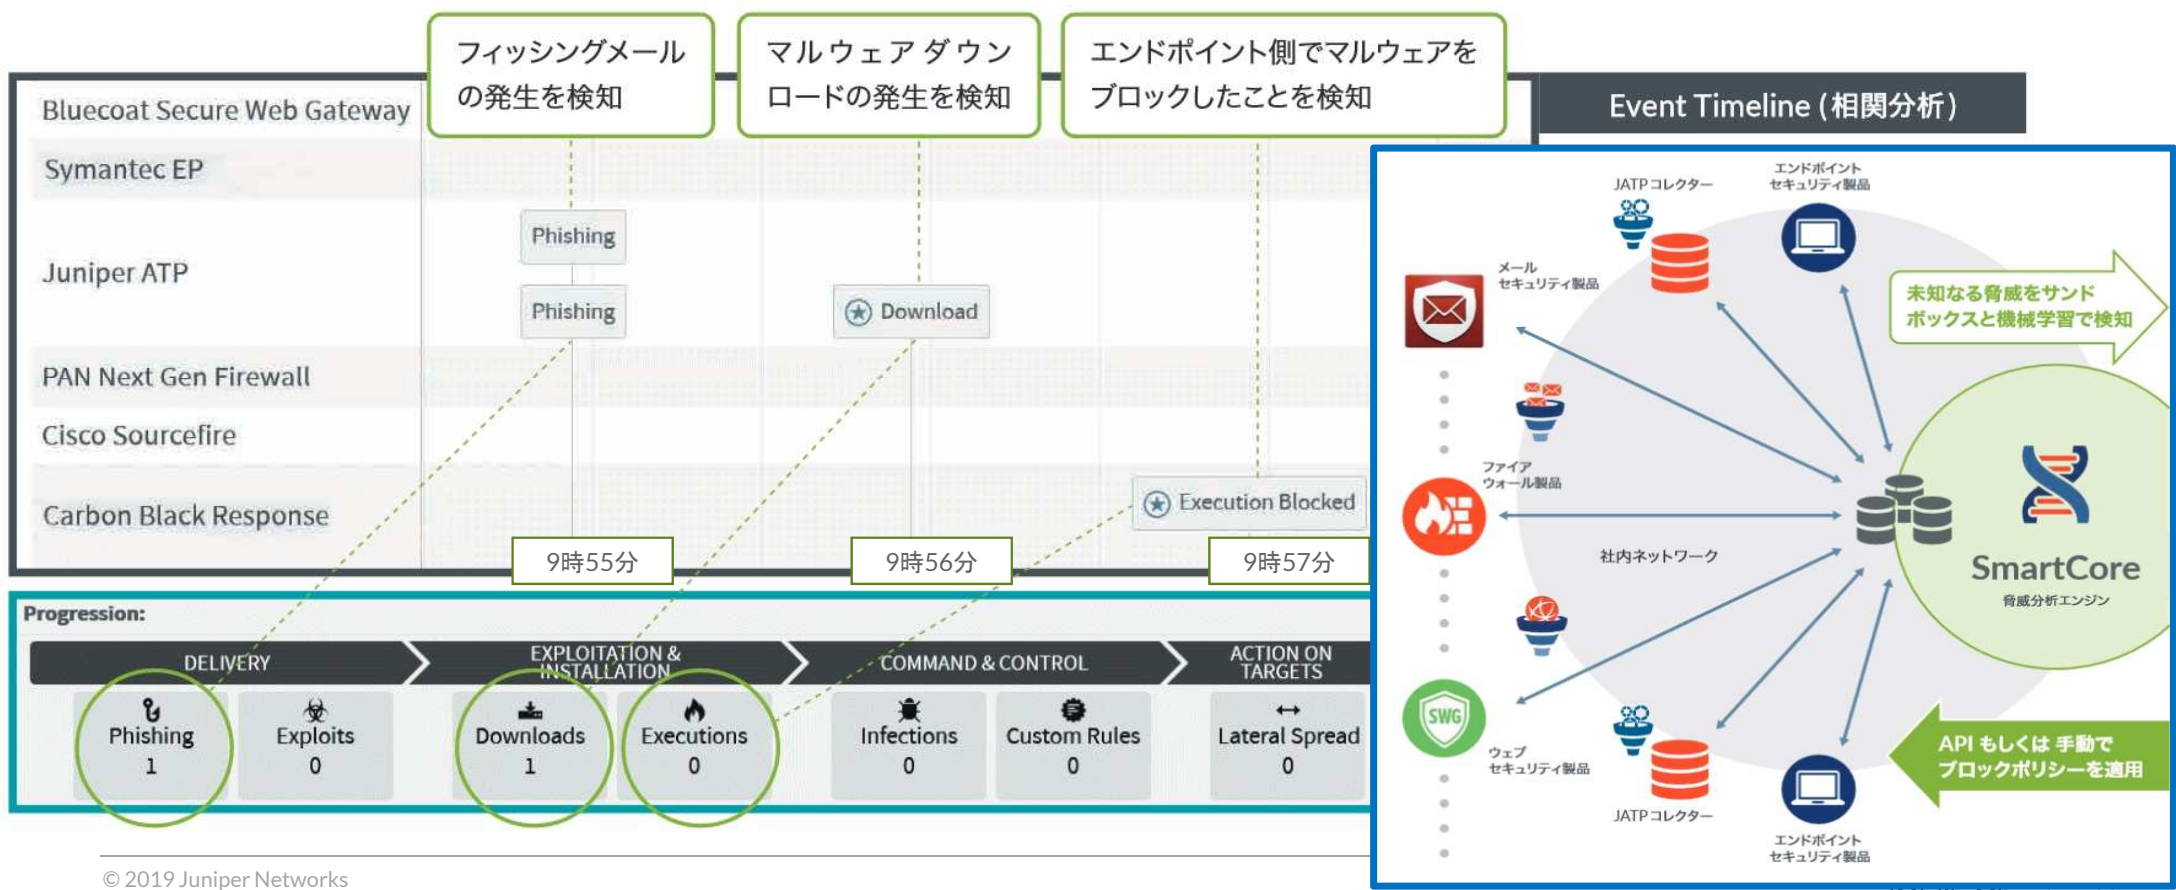 フィッシングメール
の発生を検知
マルウェアダウン
ロードの発生を検知
エンドポイント側でマルウェアを
ブロックしたことを検知
Event Timeline (相関分析)
Bluecoat Secure Web Gateway
Symantec EP
Juniper ATP
PAN Next Gen Firewall
Cisco Sourcefire
Carbon Black Response
Phishing
Phishing
Download
Execution Blocked
9時55分
9時56分
9時57分
Progression:
DELIVERY
EXPLOITATION &
INSTALLATION
COMMAND & CONTROL
ACTION ON
TARGETS
Phishing
1
Exploits
0
Downloads
1
Executions
0
Infections
0
Custom Rules
0
Lateral Spread
0
JATPコレクター
エンドポイント
セキュリティ製品
メール
セキュリティ製品
未知なる脅威をサンド
ボックスと機械学習で検知
ファイア
ウォール製品
社内ネットワーク
SmartCore
脅威分析エンジン
SWG
ウェブ
セキュリティ製品
API もしくは 手動で
ブロックポリシーを適用
JATPコレクター
エンドポイント
セキュリティ製品
© 2019 Juniper Networks